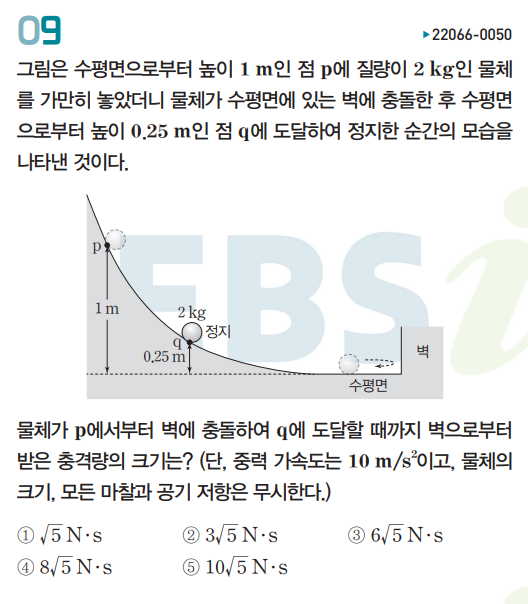 09
▶22066-0050
그림은 수평면으로부터 높이 1 m인 점 p에 질량이 2 kg인 물체
를 가만히 놓았더니 물체가 수평면에 있는 벽에 충돌한 후 수평면
으로부터 높이 0.25 m인 점 q에 도달하여 정지한 순간의 모습을
나타낸 것이다.
EBSi
p
1 m
2 kg
정지
q
0.25 m
벽
수평면
물체가 p에서부터 벽에 충돌하여 q에 도달할 때까지 벽으로부터
받은 충격량의 크기는? (단, 중력 가속도는 10 m/s²이고, 물체의
크기, 모든 마찰과 공기 저항은 무시한다.)
① √5 N·s ② 3√5 N·s ③ 6√5 N·s
④ 8√5 N·s ⑤ 10√5 N·s